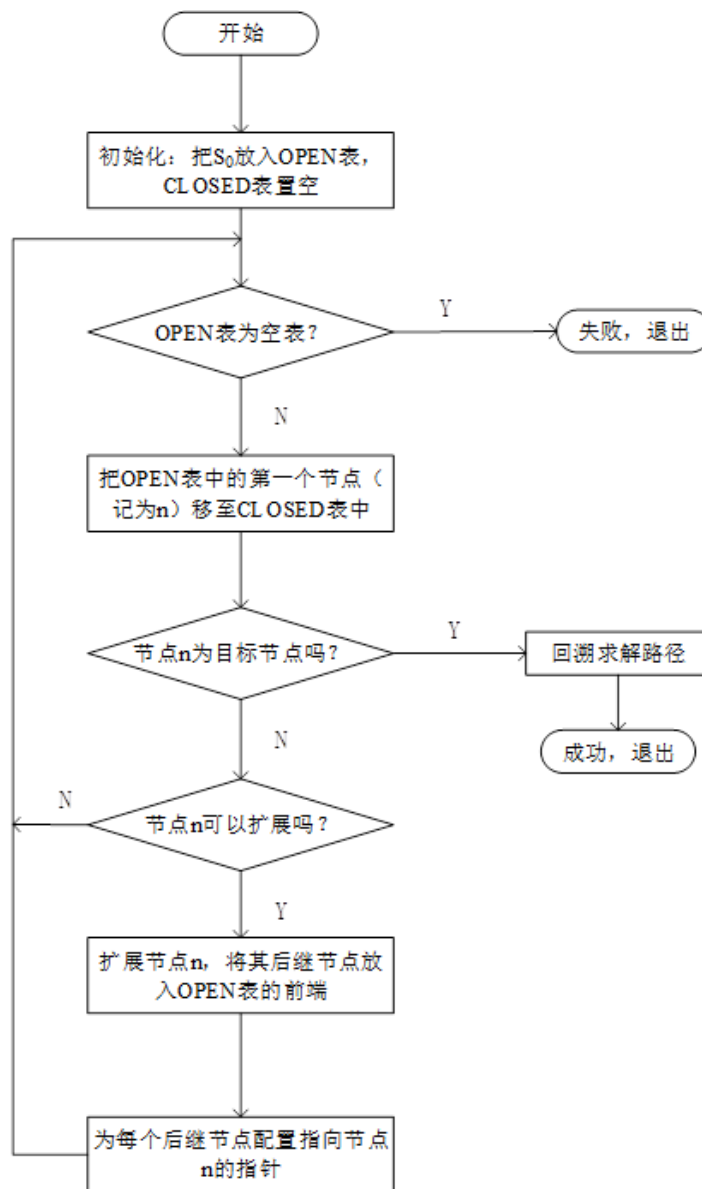 开始
初始化：把S₀放入OPEN表，
CLOSED表置空
OPEN表为空表？
Y
失败，退出
N
把OPEN表中的第一个节点（
记为n）移至CLOSED表中
节点n为目标节点吗？
Y
回溯求解路径
N
成功，退出
N
节点n可以扩展吗？
Y
扩展节点n，将其后继节点放
入OPEN表的前端
为每个后继节点配置指向节点
n的指针